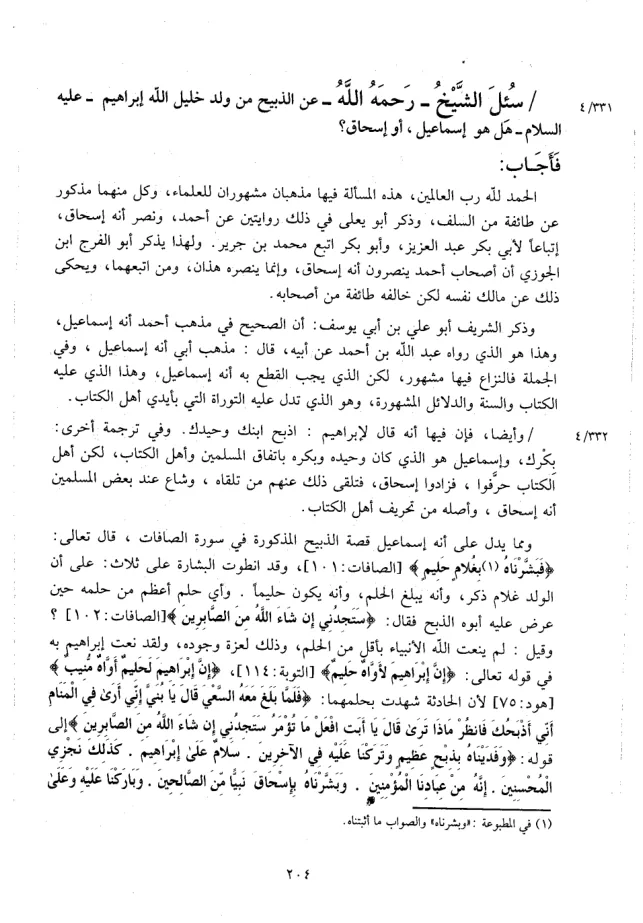 ٤/٣٣١ / سُئلَ الشَّيْخُ ـ رَحمَهُ اللَّهُ ـ عن الذبيح من ولد خليل الله إبراهيم ـ عليه
السلام ـ هَل هو إسماعيل ، أو إسحاق؟
فَأجَاب:
الحمد لله رب العالمين، هذه المسألة فيها مذهبان مشهوران للعلماء، وكل منهما مذكور
عن طائفة من السلف، وذكر أبو يعلى في ذلك روايتين عن أحمد، ونصر أنه إسحاق،
إتباعاً لأبي بكر عبد العزيز، وأبو بكر اتبع محمد بن جرير. ولهذا يذكر أبو الفرج ابن
الجوزي أن أصحاب أحمد ينصرون أنه إسحاق، وإنما ينصره هذان، ومن اتبعهما، ويحكى
ذلك عن مالك نفسه لكن خالفه طائفة من أصحابه.
وذكر الشريف أبو علي بن أبي يوسف: أن الصحيح في مذهب أحمد أنه إسماعيل،
وهذا هو الذي رواه عبد الله بن أحمد عن أبيه، قال : مذهب أبي أنه إسماعيل ، وفي
الجملة فالنزاع فيها مشهور، لكن الذي يجب القطع به أنه إسماعيل، وهذا الذي عليه
الكتاب والسنة والدلائل المشهورة، وهو الذي تدل عليه التوراة التي بأيدي أهل الكتاب.
٤/٣٣٢ / وأيضا، فإن فيها أنه قال لإبراهيم : اذبح ابنك وحيدك. وفي ترجمة أخرى:
بِكْرك، وإسماعيل هو الذي كان وحيده وبكره باتفاق المسلمين وأهل الكتاب، لكن أهل
الكتاب حرَّفوا ، فزادوا إسحاق، فتلقى ذلك عنهم من تلقاه ، وشاع عند بعض المسلمين
أنه إسحاق ، وأصله من تحريف أهل الكتاب.
ومما يدل على أنه إسماعيل قصة الذبيح المذكورة في سورة الصافات ، قال تعالى:
﴿فَبَشَّرْنَاهُ (١) بِغُلامٍ حَلِيمٍ ﴾ [الصافات:١٠١]، وقد انطوت البشارة على ثلاث: على أن
الولد غلام ذكر، وأنه يبلغ الحلم، وأنه يكون حليماً . وأي حلم أعظم من حلمه حين
عرض عليه أبوه الذبح فقال: ﴿سَتَجدُنِي إِن شَاءَ اللَّهُ مِنَ الصَّابِرِينَ ﴾[الصافات:١٠٢] ؟
وقيل : لم ينعت الله الأنبياء بأقل من الحلم، وذلك لعزة وجوده، ولقد نعت إبراهيم به
في قوله تعالى: ﴿إِنَّ إِبْرَاهِيمَ لأَوَّاهٌ حَلِيمٌ﴾ [التوبة:١١٤]، ﴿إِنَّ إِبْرَاهِيمَ لَحَلِيمٌ أَوَّاهٌ مُّنِيبٌ ﴾
[هود:٧٥] لأن الحادثة شهدت بحلمهما: ﴿فَلَمَّا بَلَغَ مَعَهُ السَّعْيَ قَالَ يَا بُنَيَّ إِنِّي أَرَىٰ فِي الْمَنَامِ
أَنِّي أَذْبَحُكَ فَانظُرْ مَاذَا تَرَىٰ قَالَ يَا أَبَتِ افْعَلْ مَا تُؤْمَرُ سَتَجِدُنِي إِن شَاءَ اللَّهُ مِنَ الصَّابِرِينَ ﴾إلى
قوله: ﴿وَفَدَيْنَاهُ بِذِبْحٍ عَظِيمٍ وَتَرَكْنَا عَلَيْهِ فِي الآخِرِينَ . سَلامٌ عَلَىٰ إِبْرَاهِيمَ . كَذَلِكَ نَجْزِي
الْمُحْسِنِينَ . إِنَّهُ مِنْ عِبَادِنَا الْمُؤْمِنِينَ . وَبَشَّرْنَاهُ بِإِسْحَاقَ نَبِيًّا مِّنَ الصَّالِحِينَ . وَبَارَكْنَا عَلَيْهِ وَعَلَىٰ
(١) في المطبوعة : «وبشرناه» والصواب ما أثبتناه.
٢٠٤